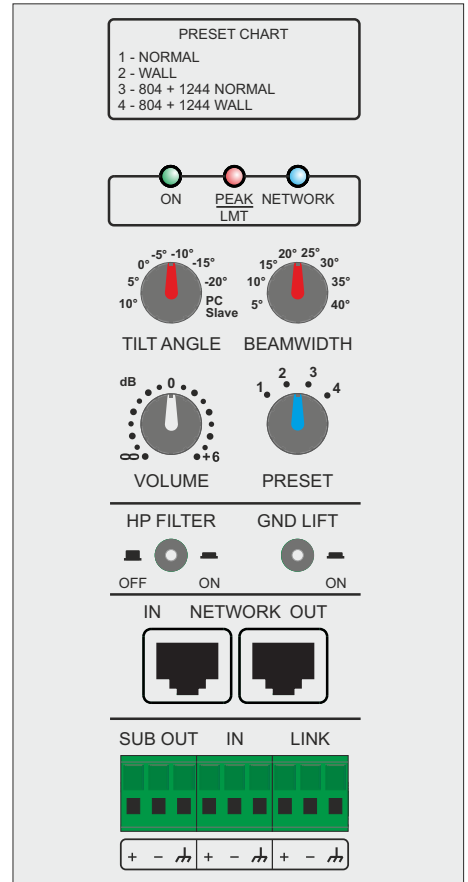 PRESET CHART
1 - NORMAL
2 - WALL
3 - 804 + 1244 NORMAL
4 - 804 + 1244 WALL
ON PEAK NETWORK
LMT
10° 5° 0° -5° -10° -15° -20° PC Slave
5° 10° 15° 20° 25° 30° 35° 40°
TILT ANGLE BEAMWIDTH
dB 0
∞ +6
1 2 3 4
VOLUME PRESET
HP FILTER GND LIFT
OFF ON ON
IN NETWORK OUT
SUB OUT IN LINK
+ – + – + –